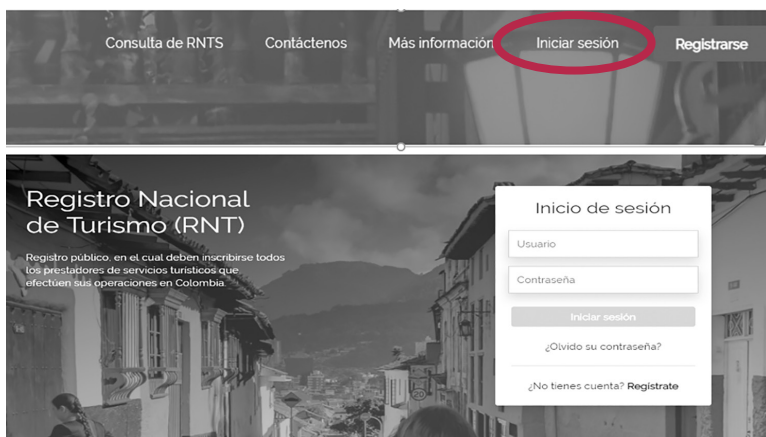 Consulta de RNTS
Contáctenos
Más información
Iniciar sesión
Registrarse
Registro Nacional
de Turismo (RNT)
Registro público, en el cual deben inscribirse todos
los prestadores de servicios turísticos que
efectúen sus operaciones en Colombia.
Inicio de sesión
Usuario
Contraseña
Iniciar sesión
¿Olvido su contraseña?
¿No tienes cuenta? Registrate
20